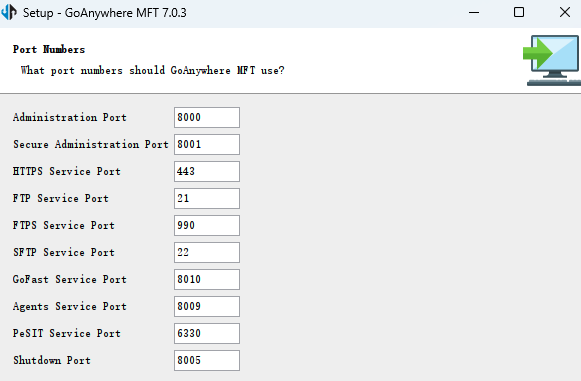 Setup - GoAnywhere MFT 7.0.3
Port Numbers
What port numbers should GoAnywhere MFT use?
Administration Port 8000
Secure Administration Port 8001
HTTPS Service Port 443
FTP Service Port 21
FTPS Service Port 990
SFTP Service Port 22
GoFast Service Port 8010
Agents Service Port 8009
PeSIT Service Port 6330
Shutdown Port 8005